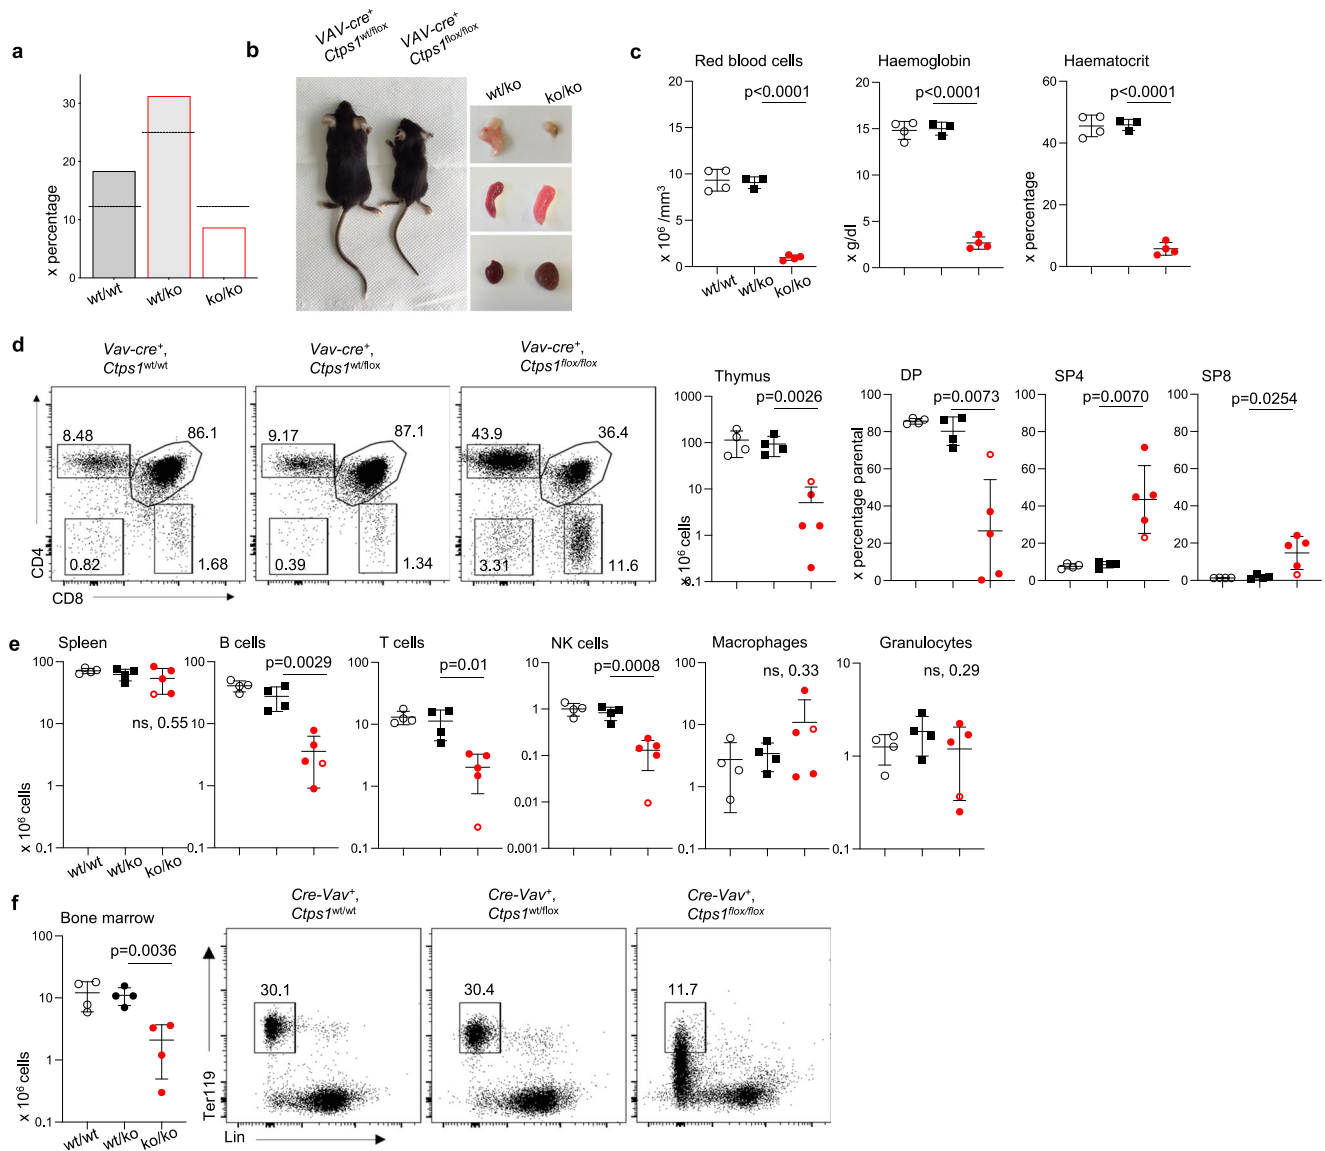 a
x percentage
30
20
10
0
wt/wt
wt/ko
ko/ko
b
VAV-cre+
Ctps1wt/flox
VAV-cre+
Ctps1flox/flox
wt/ko
ko/ko
c
Red blood cells
p<0.0001
x 10⁶ /mm³
20
15
10
5
0
wt/wt
wt/ko
ko/ko
Haemoglobin
p<0.0001
x g/dl
20
15
10
5
0
Haematocrit
p<0.0001
x percentage
60
40
20
0
d
Vav-cre+,
Ctps1wt/wt
8.48
86.1
0.82
1.68
CD4
CD8
Vav-cre+,
Ctps1wt/flox
9.17
87.1
0.39
1.34
Vav-cre+,
Ctps1flox/flox
43.9
36.4
3.31
11.6
Thymus
p=0.0026
x 10⁶ cells
1000
100
10
1
0.1
DP
p=0.0073
x percentage parental
100
80
60
40
20
0
SP4
p=0.0070
100
80
60
40
20
0
SP8
p=0.0254
100
80
60
40
20
0
e
Spleen
ns, 0.55
x 10⁶ cells
100
10
1
0.1
wt/wt
wt/ko
ko/ko
B cells
p=0.0029
100
10
1
0.1
T cells
p=0.01
100
10
1
0.1
NK cells
p=0.0008
10
1
0.1
0.01
0.001
Macrophages
ns, 0.33
100
10
1
0.1
Granulocytes
ns, 0.29
10
1
0.1
f
Bone marrow
p=0.0036
x 10⁶ cells
100
10
1
0.1
wt/wt
wt/ko
ko/ko
Cre-Vav+,
Ctps1wt/wt
30.1
Ter119
Lin
Cre-Vav+,
Ctps1wt/flox
30.4
Cre-Vav+,
Ctps1flox/flox
11.7